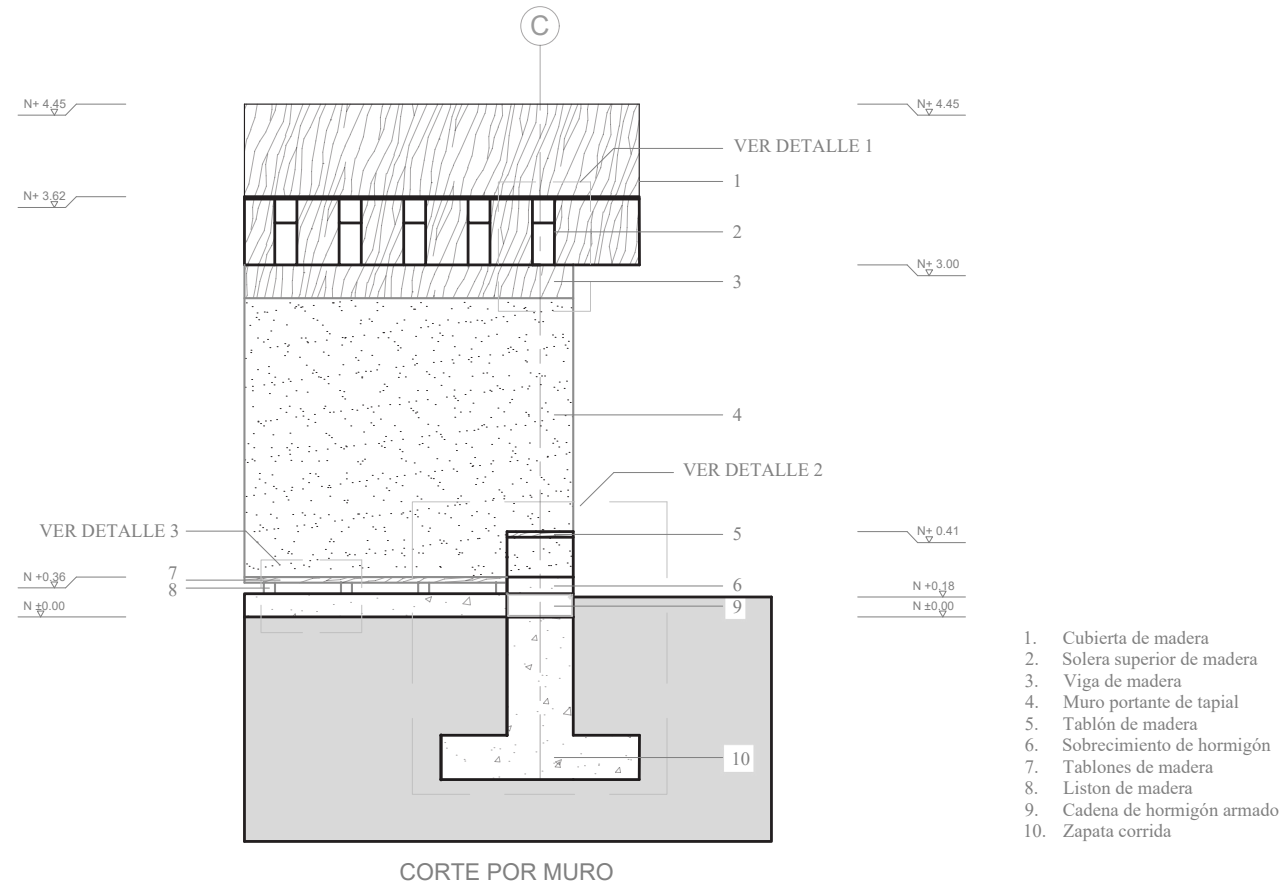 C
N+ 4.45
N+ 4.45
VER DETALLE 1
1
N+ 3.62
2
N+ 3.00
3
4
VER DETALLE 2
VER DETALLE 3
5
N+ 0.41
7
N +0,36
8
6
N +0,18
9
N ±0.00
N ±0.00
10
1. Cubierta de madera
2. Solera superior de madera
3. Viga de madera
4. Muro portante de tapial
5. Tablón de madera
6. Sobrecimiento de hormigón
7. Tablones de madera
8. Liston de madera
9. Cadena de hormigón armado
10. Zapata corrida
CORTE POR MURO